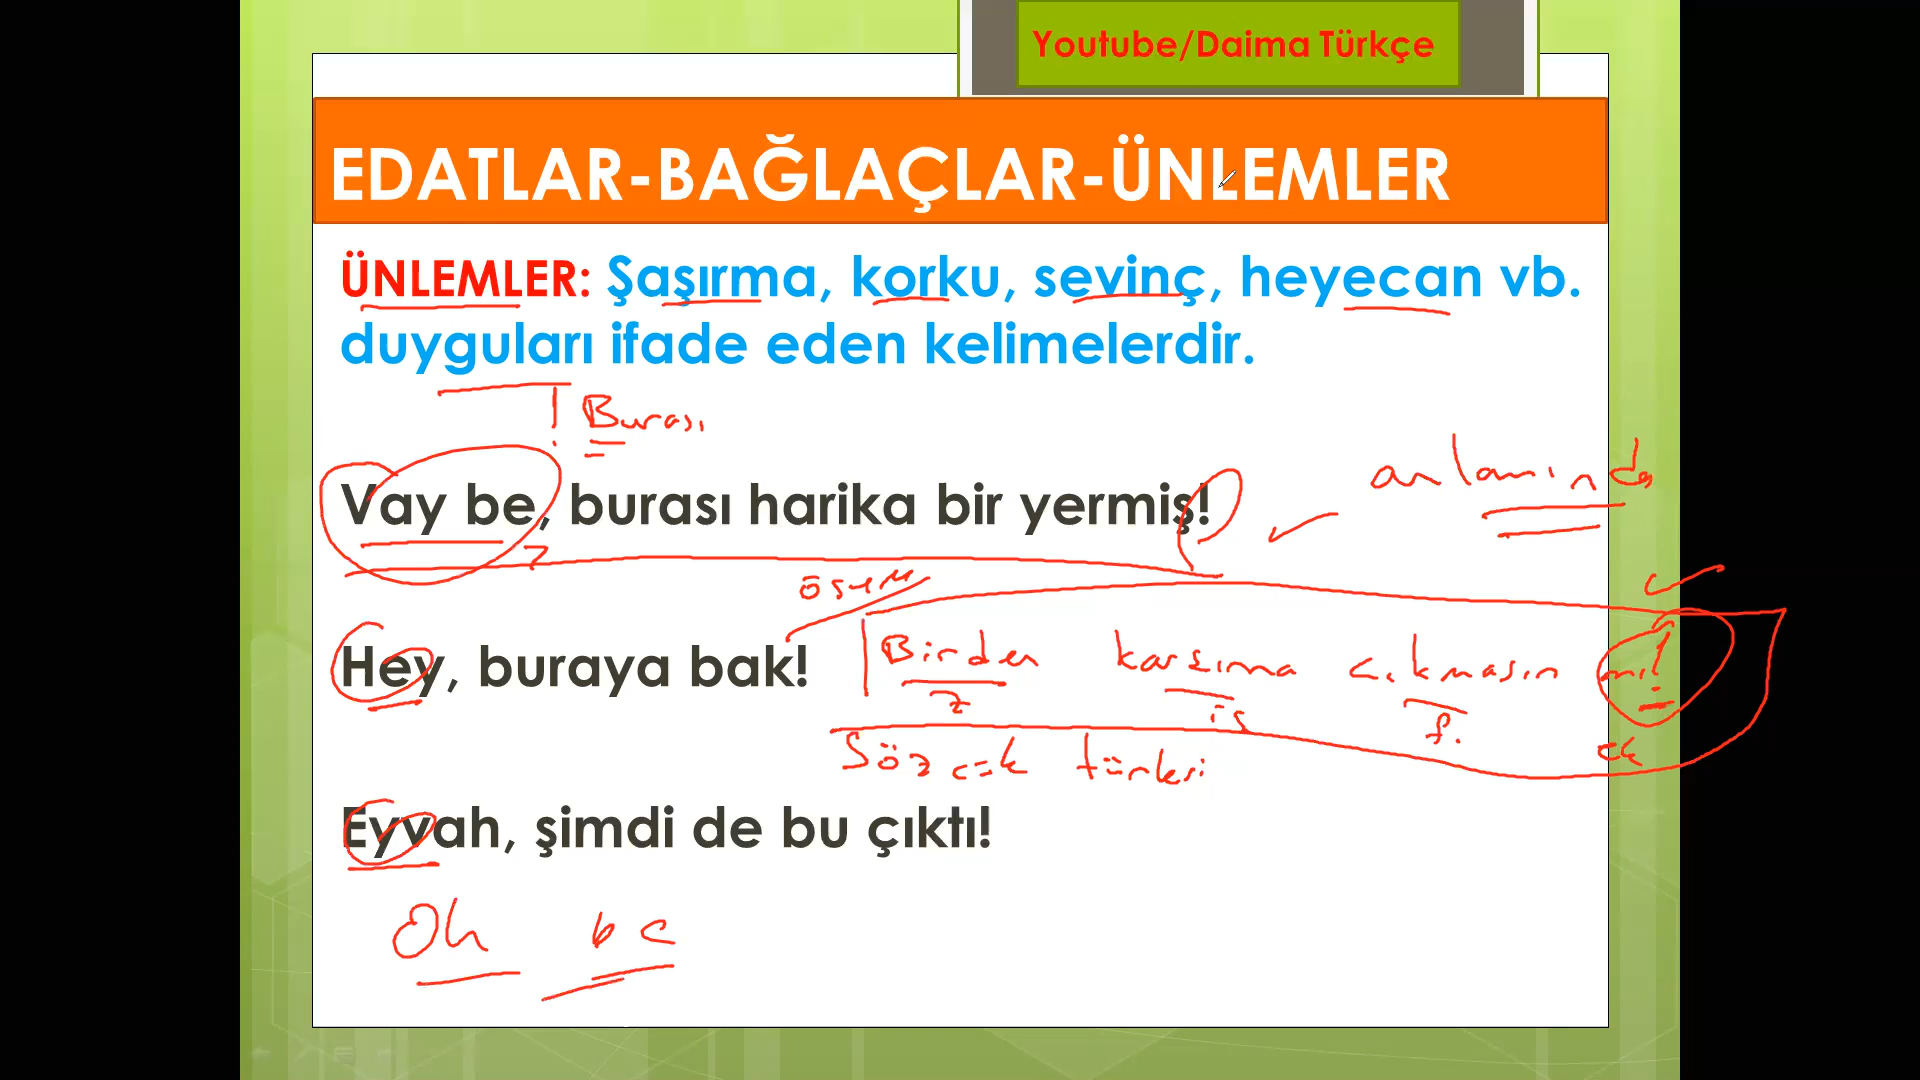 Youtube/Daima Türkçe
EDATLAR-BAĞLAÇLAR-ÜNLEMLER
ÜNLEMLER: Şaşırma, korku, sevinç, heyecan vb.
duyguları ifade eden kelimelerdir.
! Burası
Vay be, burası harika bir yermiş!
anlamında
ösym
Hey, buraya bak!
Birden karşıma çıkmasın mı!
z is f. ek
Sözcük türleri
Eyvah, şimdi de bu çıktı!
Oh be